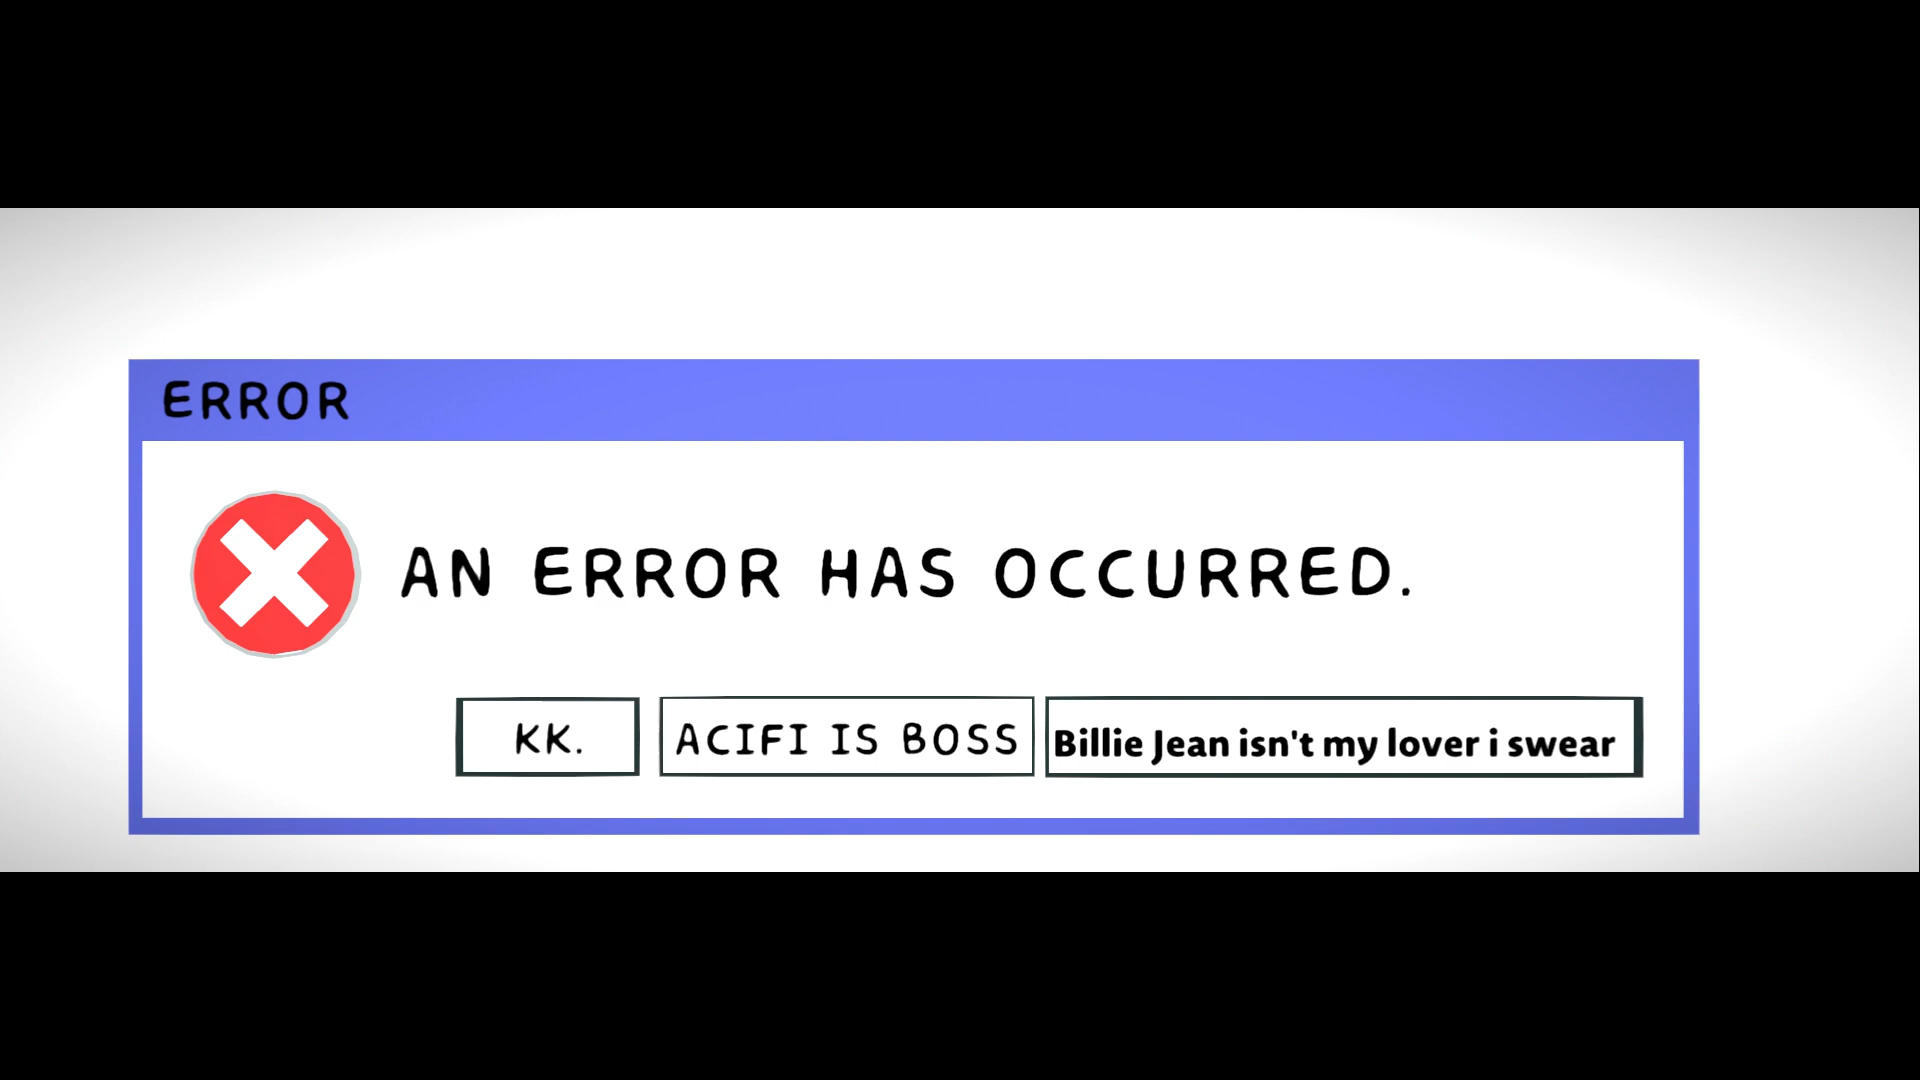 ERROR
AN ERROR HAS OCCURRED.
KK. ACIFI IS BOSS Billie Jean isn't my lover i swear